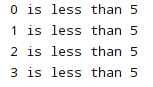 0 is less than 5
1 is less than 5
2 is less than 5
3 is less than 5